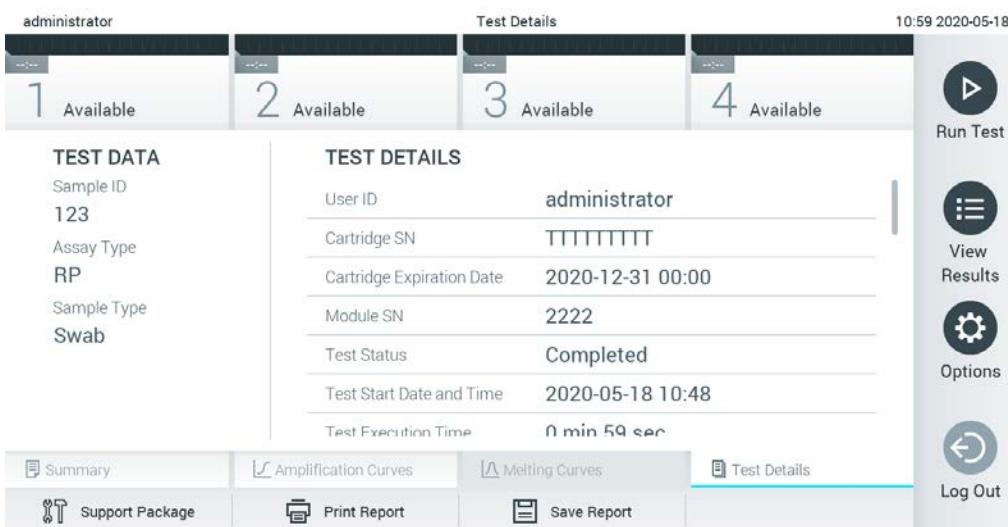 administrator
Test Details
10:59 2020-05-18
--:--
1 Available
--:--
2 Available
--:--
3 Available
--:--
4 Available
Run Test
View
Results
Options
Log Out
TEST DATA
Sample ID
123
Assay Type
RP
Sample Type
Swab
TEST DETAILS
User ID administrator
Cartridge SN TTTTTTTTT
Cartridge Expiration Date 2020-12-31 00:00
Module SN 2222
Test Status Completed
Test Start Date and Time 2020-05-18 10:48
Test Execution Time 0 min 59 sec
Summary
Amplification Curves
Melting Curves
Test Details
Support Package
Print Report
Save Report